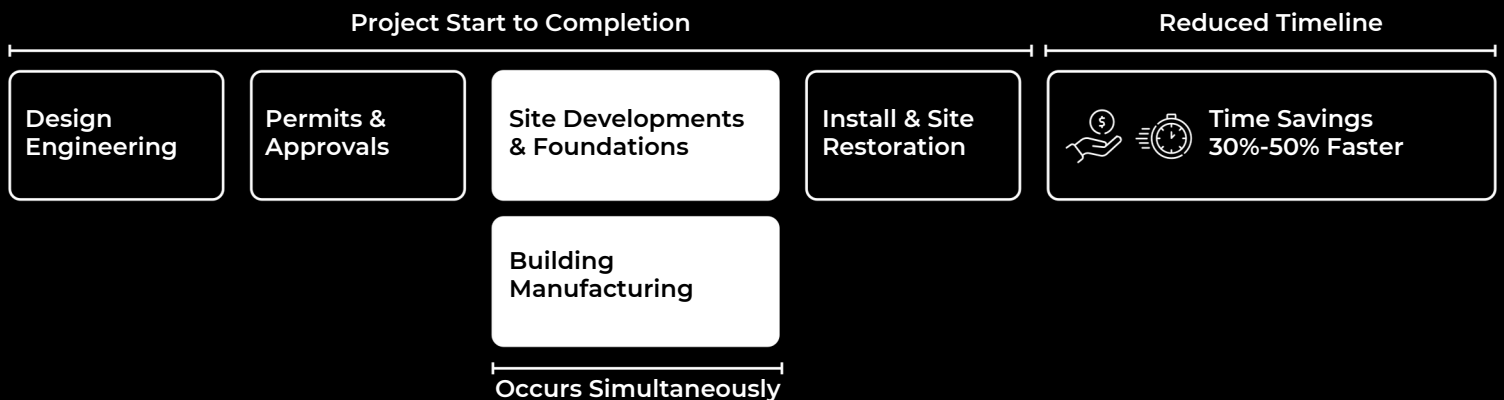 Project Start to Completion
Reduced Timeline
Design
Engineering
Permits &
Approvals
Site Developments
& Foundations
Install & Site
Restoration
$
Time Savings
30%-50% Faster
Building
Manufacturing
Occurs Simultaneously